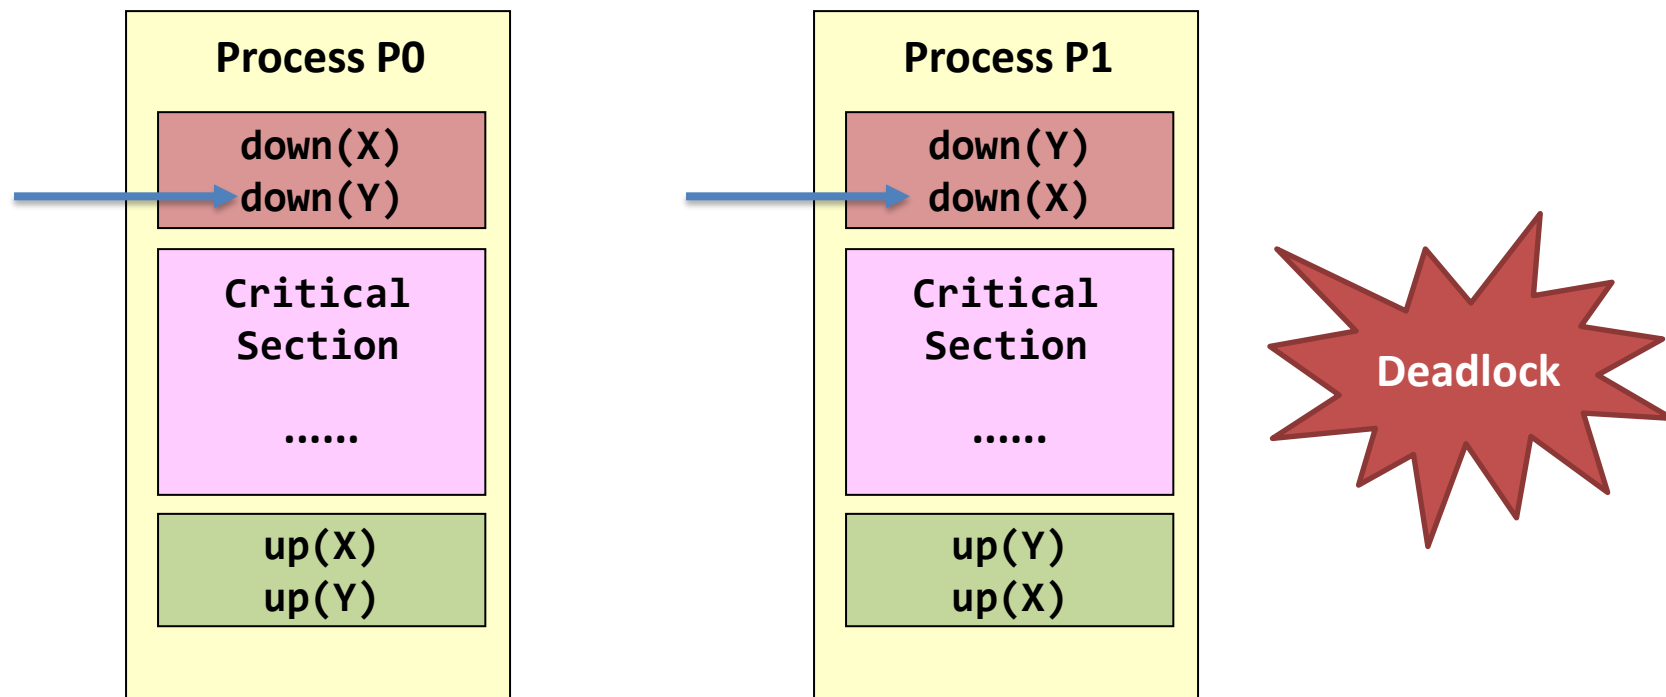 Process P0
down(X)
down(Y)
Critical
Section
......
up(X)
up(Y)
Process P1
down(Y)
down(X)
Critical
Section
......
up(Y)
up(X)
Deadlock